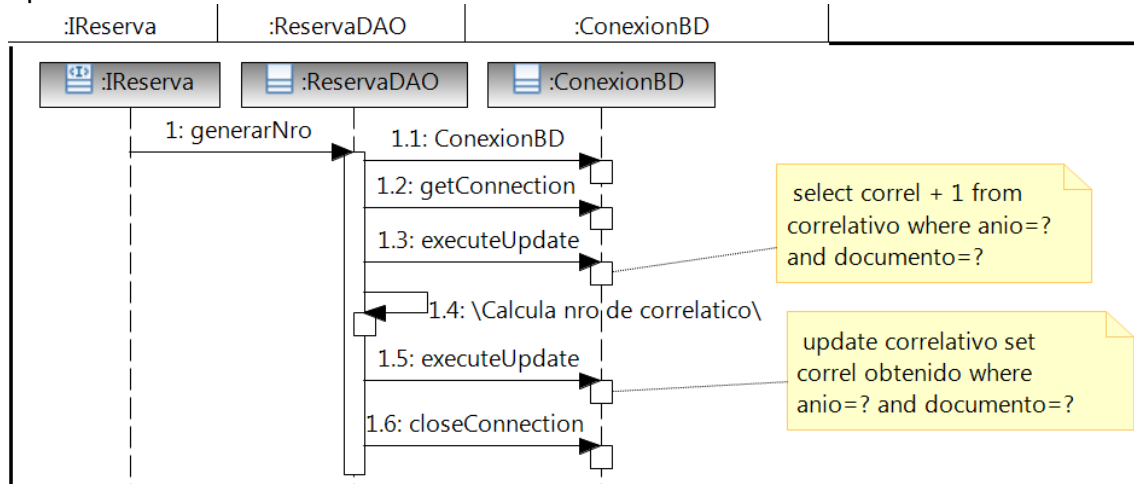 :IReserva :ReservaDAO :ConexionBD
<I> :IReserva :ReservaDAO :ConexionBD
1: generarNro
1.1: ConexionBD
1.2: getConnection
select correl + 1 from
correlativo where anio=?
and documento=?
1.3: executeUpdate
1.4: \Calcula nro de correlatico\
update correlativo set
correl obtenido where
anio=? and documento=?
1.5: executeUpdate
1.6: closeConnection